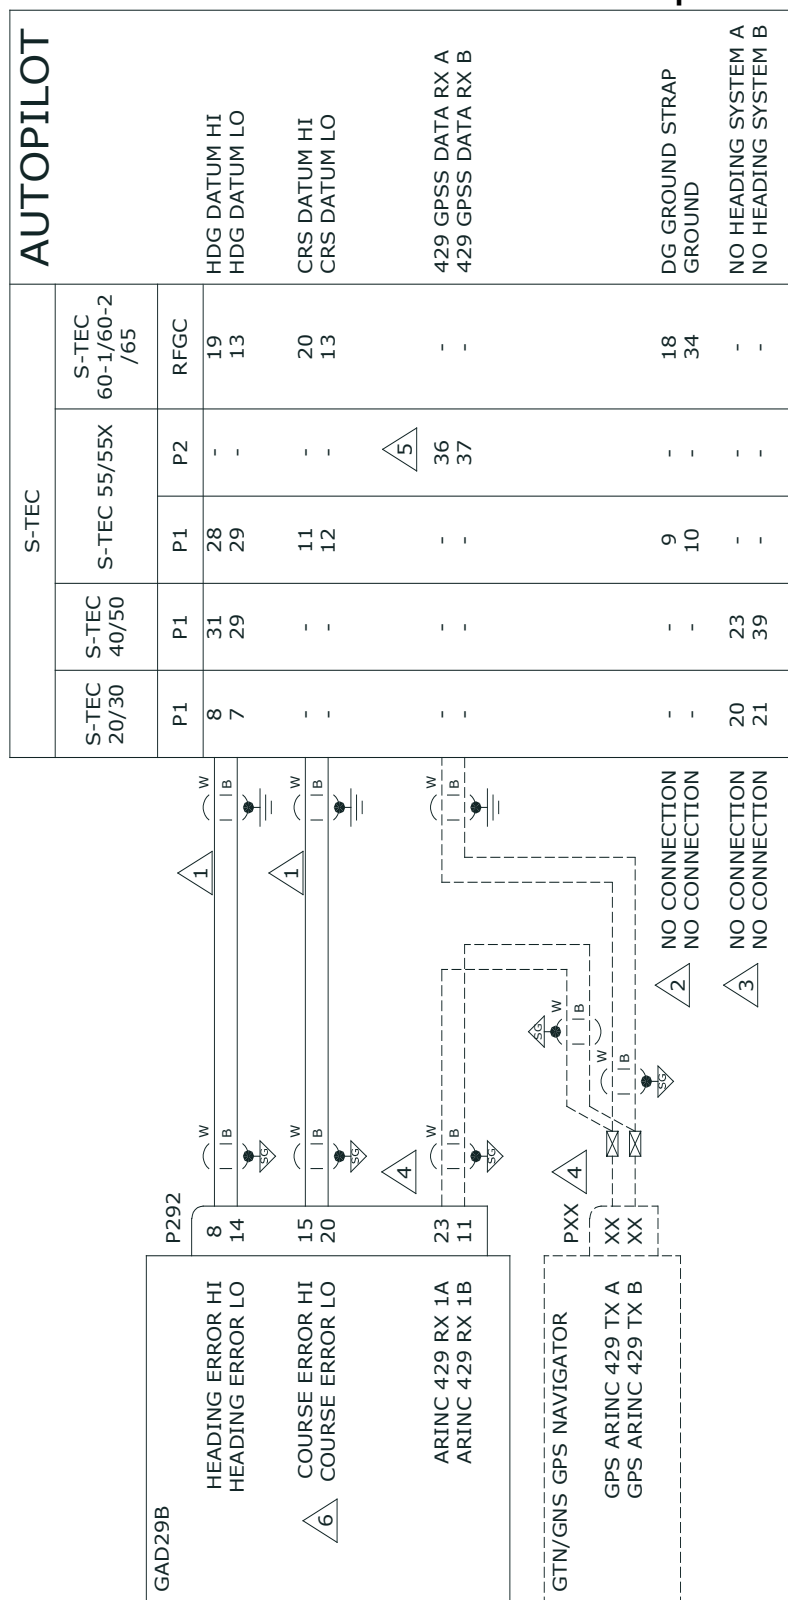 AUTOPILOT
S-TEC
S-TEC
20/30
S-TEC
40/50
S-TEC 55/55X
S-TEC
60-1/60-2
/65
P1
P1
P1
P2
RFGC
GAD29B
P292
HEADING ERROR HI 8 W 8 31 28 - 19 HDG DATUM HI
HEADING ERROR LO 14 B 7 29 29 - 13 HDG DATUM LO
SG
W
B
1
COURSE ERROR HI 15 W - - 11 - 20 CRS DATUM HI
COURSE ERROR LO 20 B - - 12 - 13 CRS DATUM LO
6
SG
W
B
1
4
5
ARINC 429 RX 1A 23 W - - - 36 - 429 GPSS DATA RX A
ARINC 429 RX 1B 11 B - - - 37 - 429 GPSS DATA RX B
SG
W
B
GTN/GNS GPS NAVIGATOR
PXX
4
SG
W
B
GPS ARINC 429 TX A XX W
GPS ARINC 429 TX B XX B
SG
2
NO CONNECTION - - 9 - 18 DG GROUND STRAP
NO CONNECTION - - 10 - 34 GROUND
3
NO CONNECTION 20 23 - - - NO HEADING SYSTEM A
NO CONNECTION 21 39 - - - NO HEADING SYSTEM B